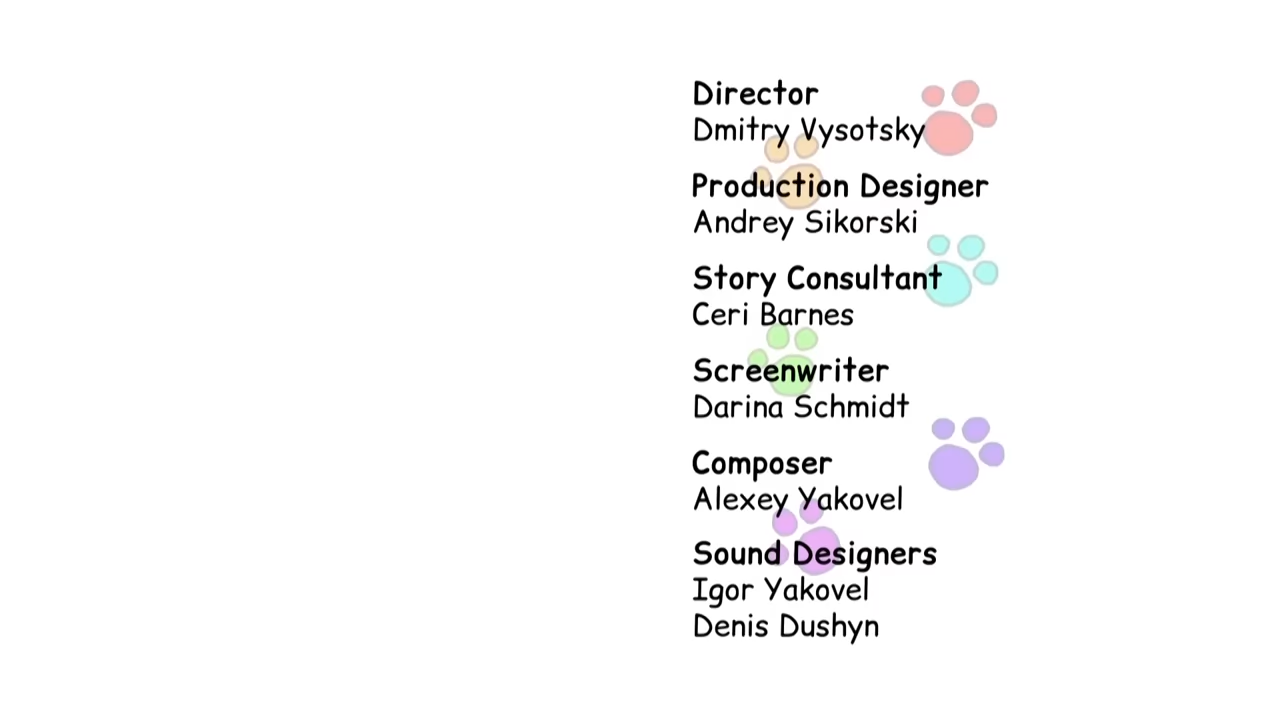 Director
Dmitry Vysotsky
Production Designer
Andrey Sikorski
Story Consultant
Ceri Barnes
Screenwriter
Darina Schmidt
Composer
Alexey Yakovel
Sound Designers
Igor Yakovel
Denis Dushyn